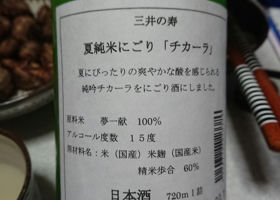 三井の寿
夏純米にごり「チカーラ」
夏にぴったりの爽やかな酸を感じられる
純吟チカーラをにごり酒にしました。
原料米 夢一献 100%
アルコール度数 15度
原材料名:米(国産)米麹(国産米)
精米歩合 60%
日本酒 720ml詰